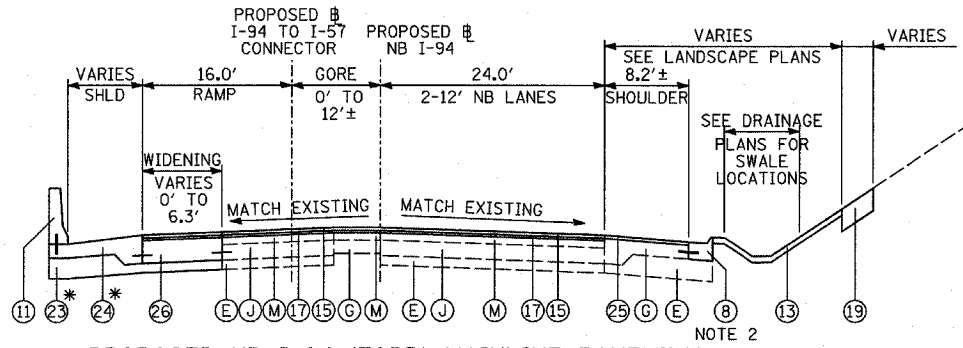 PROPOSED ℄
I-94 TO I-57
CONNECTOR
PROPOSED ℄
NB I-94
VARIES
VARIES
SEE LANDSCAPE PLANS
VARIES
SHLD
16.0'
RAMP
GORE
0' TO
12'±
24.0'
2-12' NB LANES
8.2'±
SHOULDER
SEE DRAINAGE
PLANS FOR
SWALE
LOCATIONS
WIDENING
VARIES
0' TO
6.3'
MATCH EXISTING
MATCH EXISTING
11 23 * 24 * 26 E J M 17 15 G M E J M 17 15 25 G E 8 13 19
NOTE 2